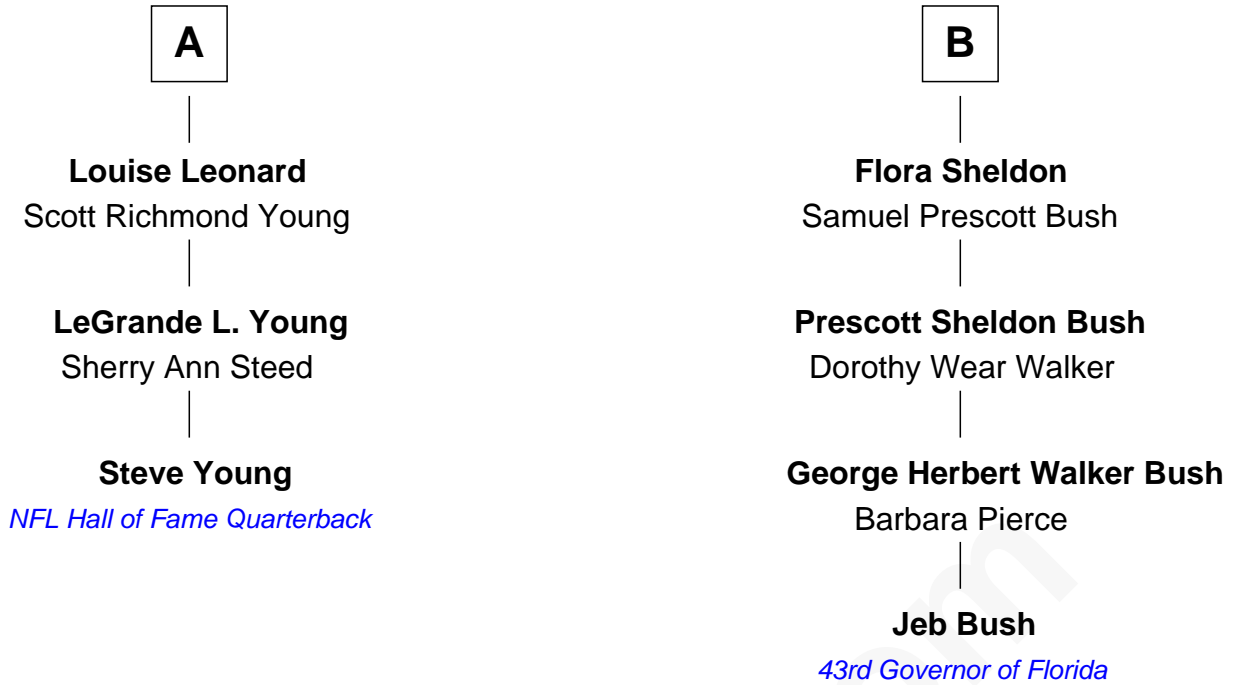 A
Louise Leonard
Scott Richmond Young
LeGrande L. Young
Sherry Ann Steed
Steve Young
NFL Hall of Fame Quarterback
B
Flora Sheldon
Samuel Prescott Bush
Prescott Sheldon Bush
Dorothy Wear Walker
George Herbert Walker Bush
Barbara Pierce
Jeb Bush
43rd Governor of Florida